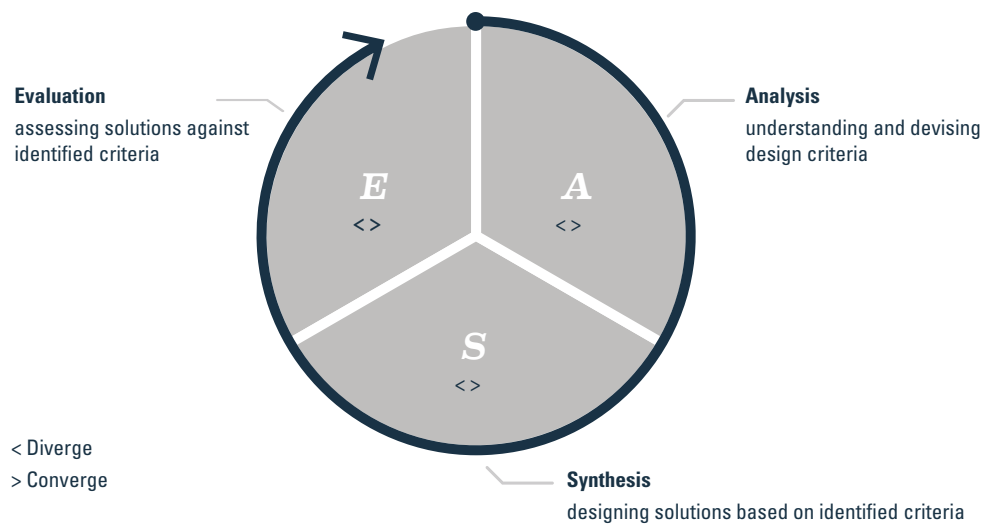 Evaluation
assessing solutions against
identified criteria
Analysis
understanding and devising
design criteria
E
< >
A
< >
S
< >
< Diverge
> Converge
Synthesis
designing solutions based on identified criteria